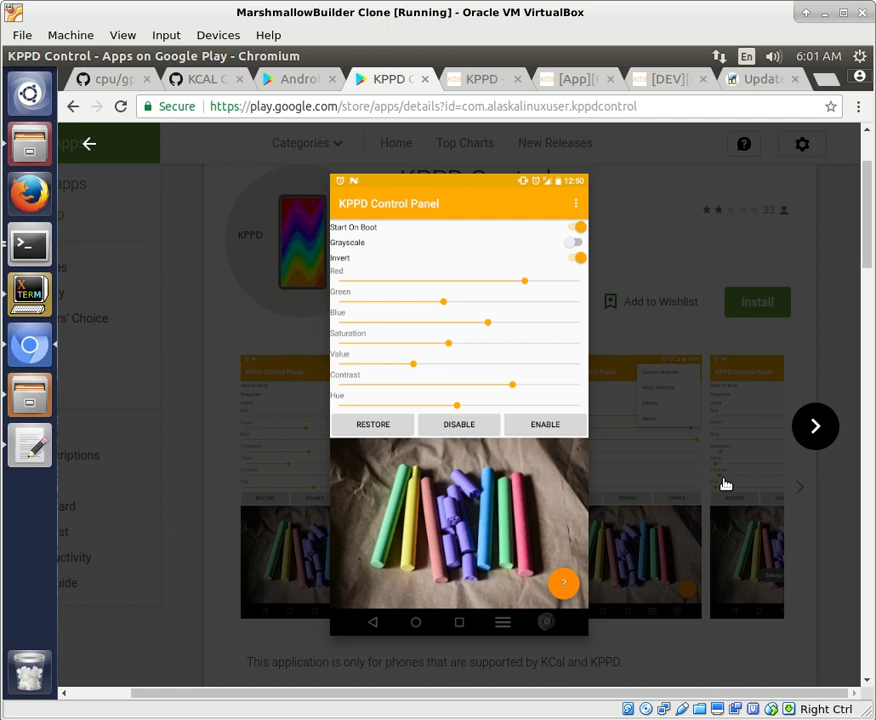 MarshmallowBuilder Clone [Running] - Oracle VM VirtualBox
File Machine View Input Devices Help
KPPD Control - Apps on Google Play - Chromium
En
6:01 AM
cpu/gp
KCAL C
Androi
KPPD C
KPPD -
[App][
[DEV][
Updat
Secure
https://play.google.com/store/apps/details?id=com.alaskalinuxuser.kppdcontrol
Categories
Home
Top Charts
New Releases
apps
KPPD
33
Add to Wishlist
Install
Choice
12:50
KPPD Control Panel
Start On Boot
Grayscale
Invert
Red
Green
Blue
Saturation
Value
Contrast
Hue
RESTORE DISABLE ENABLE
?
XTERM
This application is only for phones that are supported by KCal and KPPD.
Right Ctrl